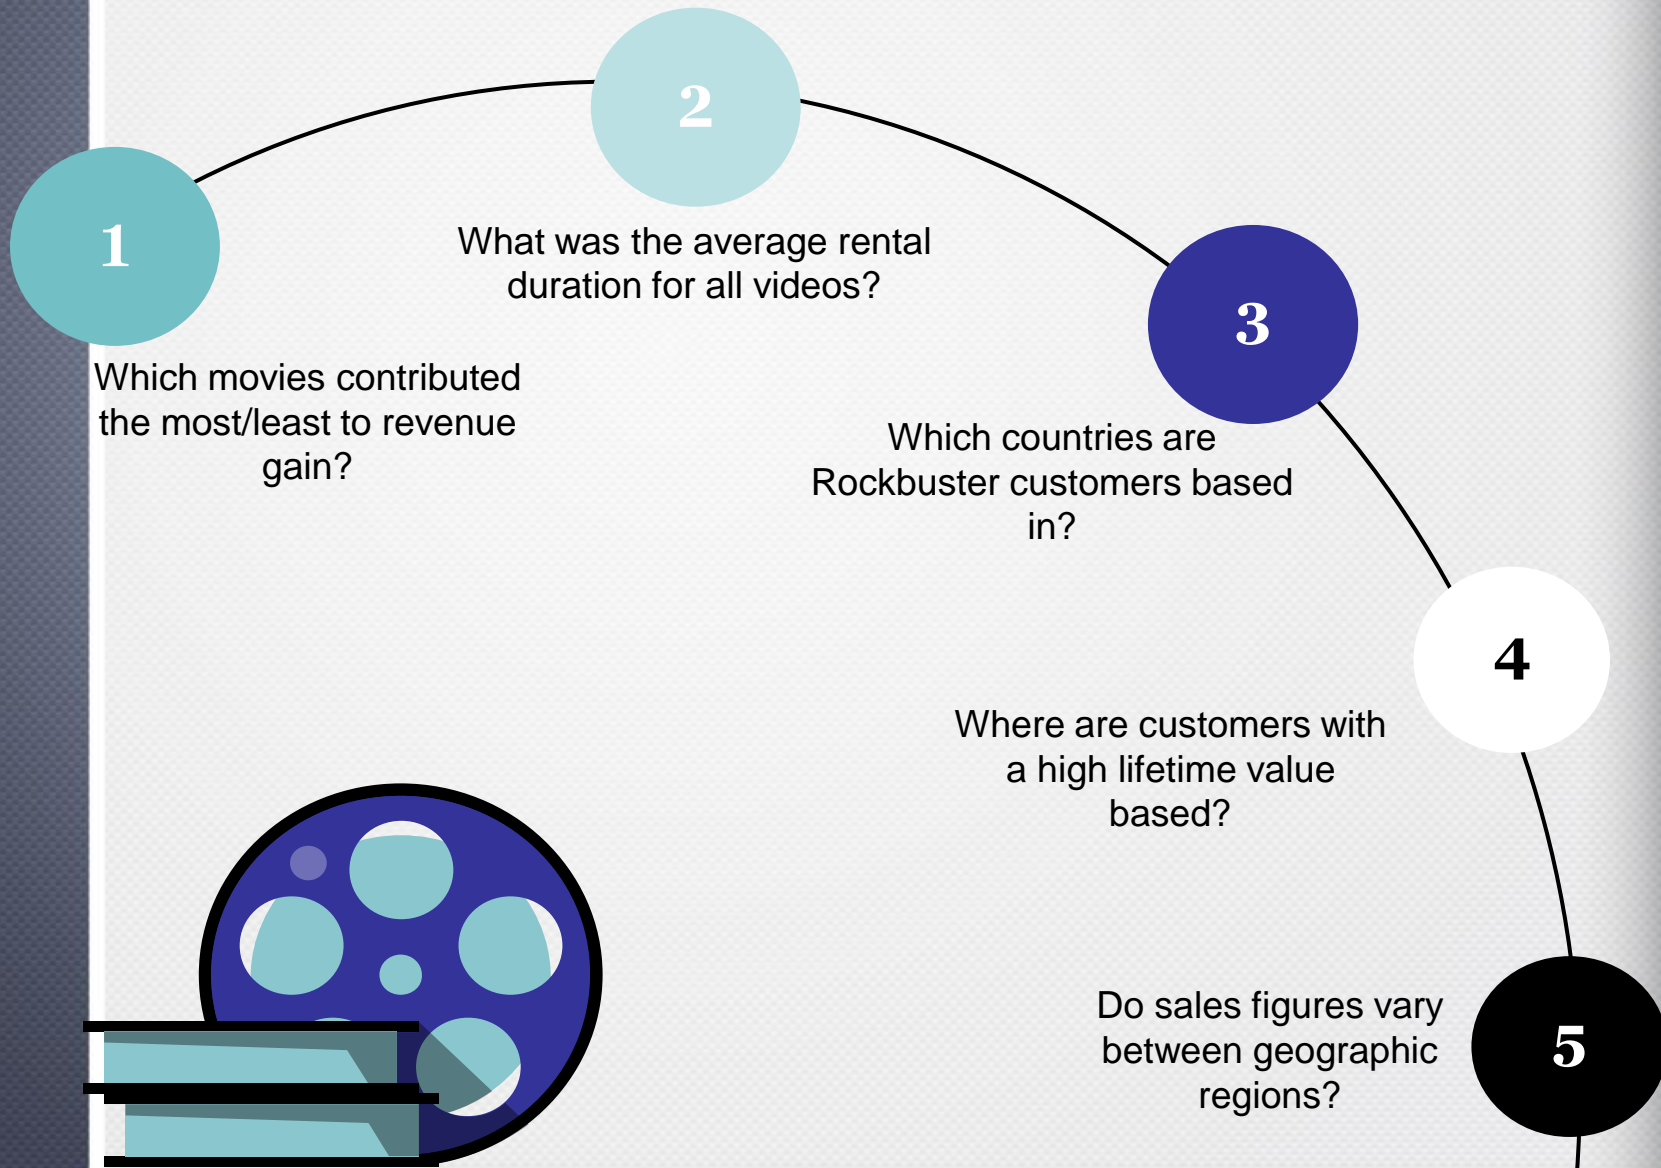 1
Which movies contributed
the most/least to revenue
gain?
2
What was the average rental
duration for all videos?
3
Which countries are
Rockbuster customers based
in?
4
Where are customers with
a high lifetime value
based?
5
Do sales figures vary
between geographic
regions?